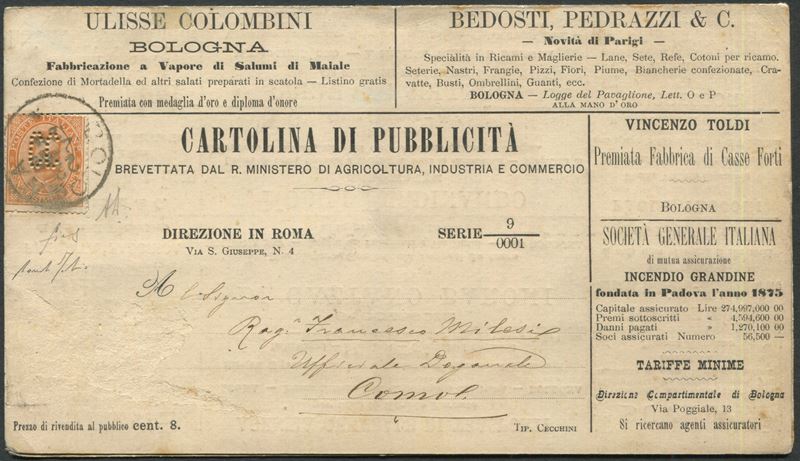 ULISSE COLOMBINI
BOLOGNA
Fabbricazione a Vapore di Salumi di Maiale
Confezione di Mortadella ed altri salati preparati in scatola — Listino gratis
Premiata con medaglia d'oro e diploma d'onore
BEDOSTI, PEDRAZZI & C.
— Novità di Parigi —
Specialità in Ricami e Maglierie — Lane, Sete, Refe, Cotoni per ricamo.
Seterie, Nastri, Frangie, Pizzi, Fiori, Piume, Biancherie confezionate, Cra-
vatte, Busti, Ombrellini, Guanti, ecc.
BOLOGNA — Logge del Pavaglione, Lett. O e P
ALLA MANO D'ORO
CARTOLINA DI PUBBLICITÀ
BREVETTATA DAL R. MINISTERO DI AGRICOLTURA, INDUSTRIA E COMMERCIO
DIREZIONE IN ROMA
VIA S. GIUSEPPE, N. 4
SERIE 9
0001
Al Signor
Rag. Francesco Milesi
Ufficiale Doganale
Como
Prezzo di rivendita al pubblico cent. 8.
TIP. CECCHINI
VINCENZO TOLDI
Premiata Fabbrica di Casse Forti
BOLOGNA
SOCIETÀ GENERALE ITALIANA
di mutua assicurazione
INCENDIO GRANDINE
fondata in Padova l'anno 1875
Capitale assicurato Lire 274,997,000 00
Premi sottoscritti » 4,594,600 00
Danni pagati » 1,270,100 00
Soci assicurati Numero 56,500 —
TARIFFE MINIME
Direzione Compartimentale di Bologna
Via Poggiale, 13
Si ricercano agenti assicuratori